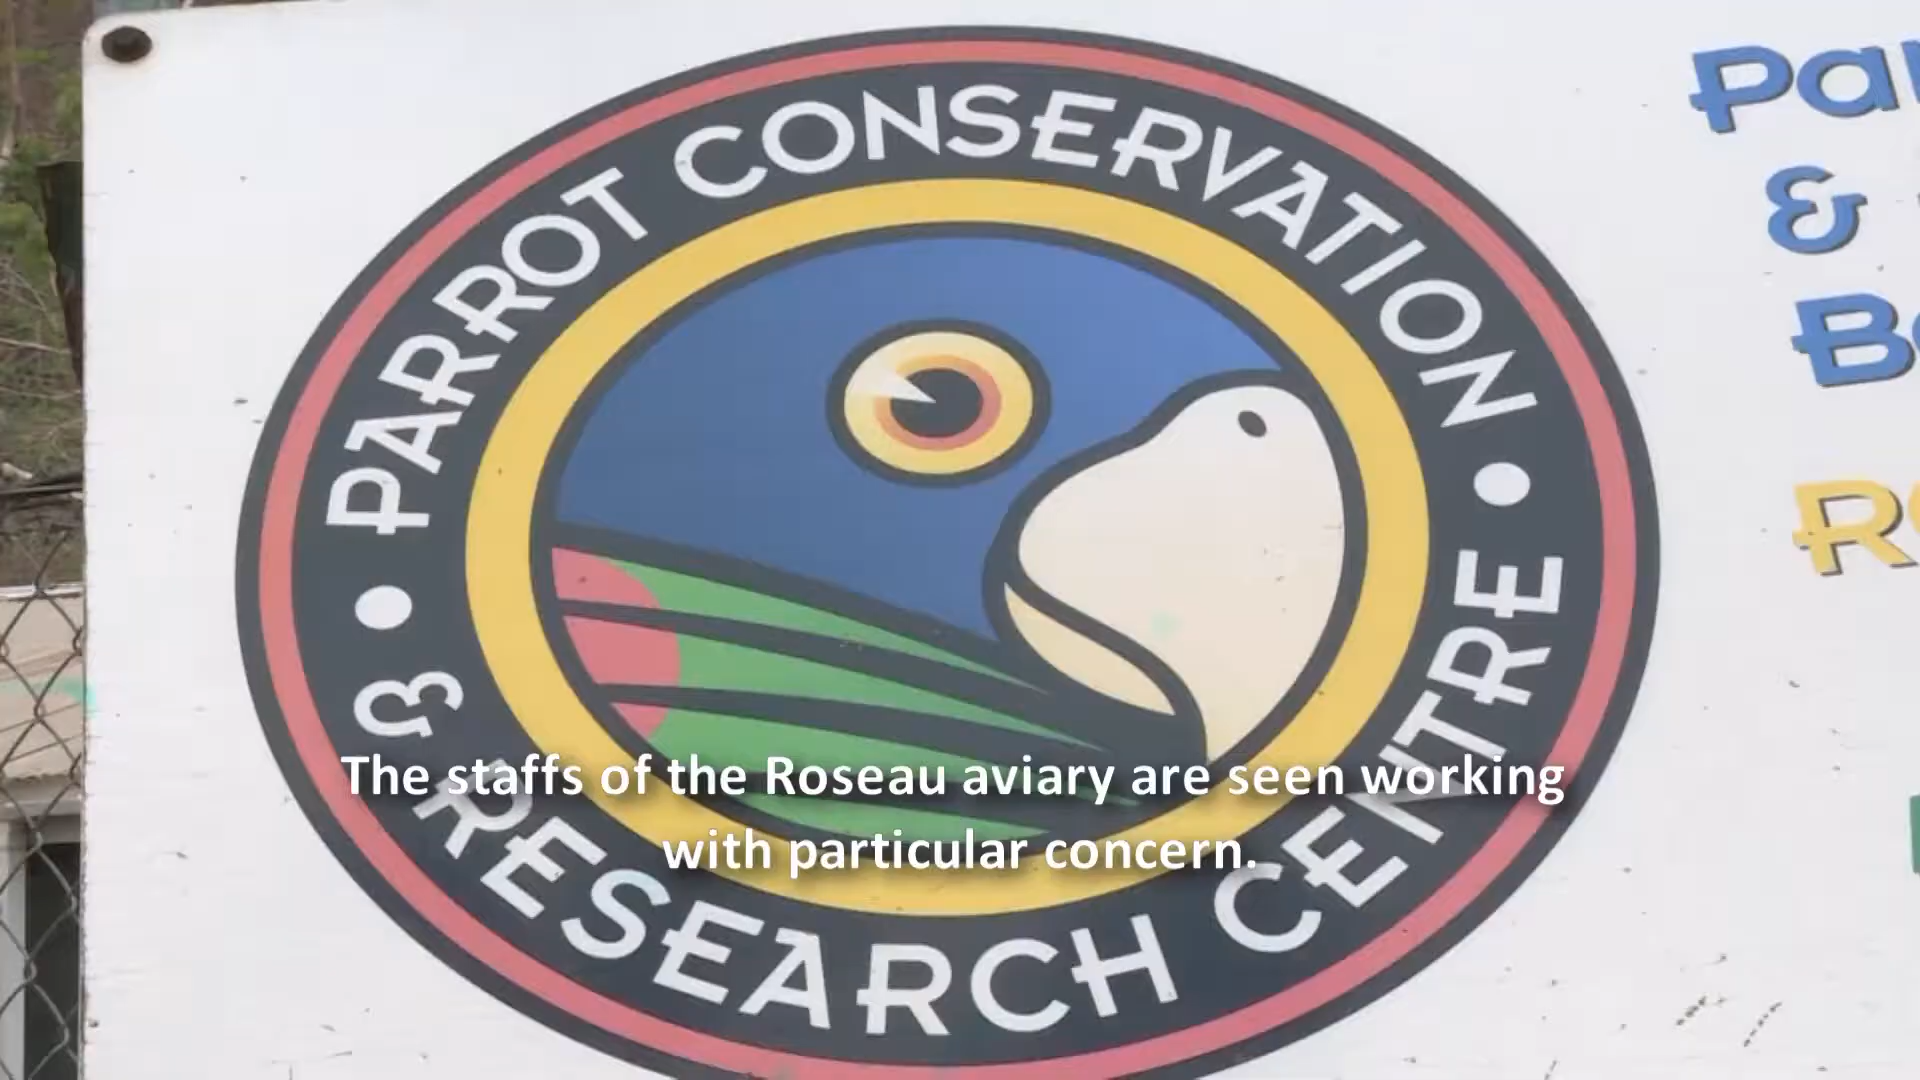 PARROT CONSERVATION
& RESEARCH CENTRE
&
The staffs of the Roseau aviary are seen working
with particular concern.